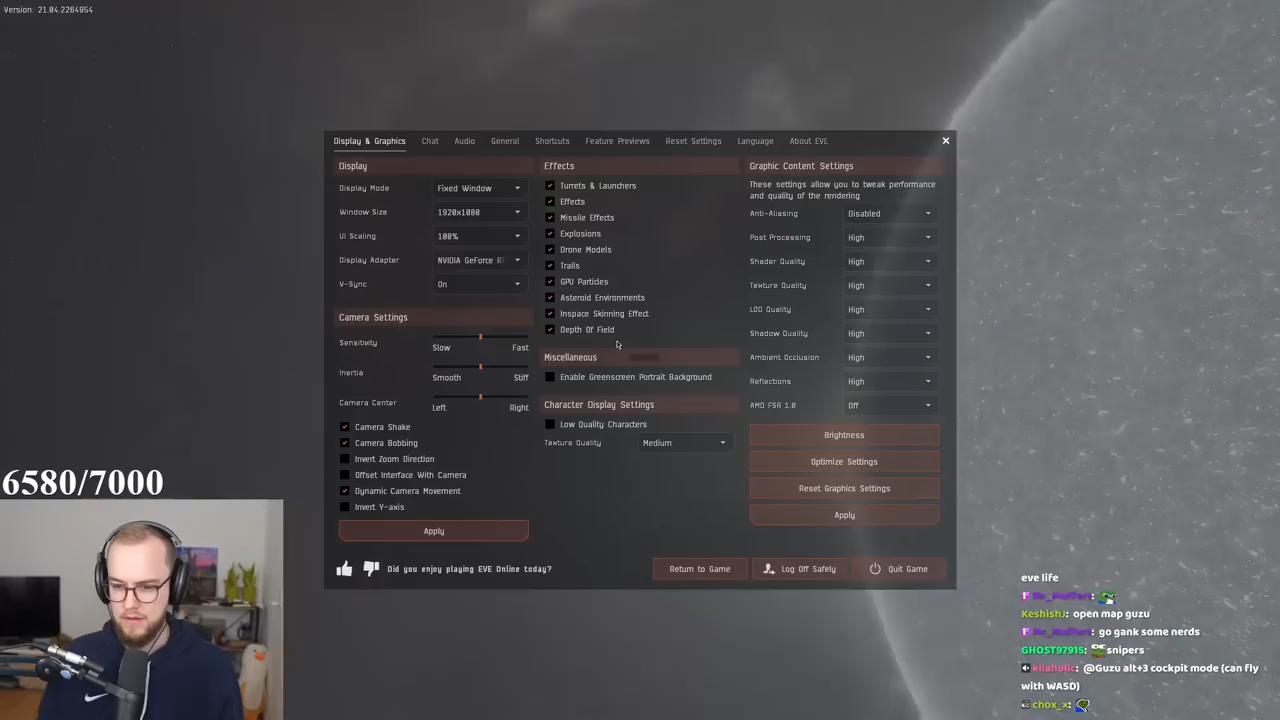 Version: 21.04.2264954
Display & Graphics
Chat
Audio
General
Shortcuts
Feature Previews
Reset Settings
Language
About EVE
Display
Display Mode
Fixed Window
Window Size
1920x1080
UI Scaling
100%
Display Adapter
NVIDIA GeForce
V-Sync
On
Camera Settings
Sensitivity
Slow
Fast
Inertia
Smooth
Stiff
Camera Center
Left
Right
Camera Shake
Camera Bobbing
Invert Zoom Direction
Offset Interface With Camera
Dynamic Camera Movement
Invert Y-axis
Apply
Effects
Turrets & Launchers
Effects
Missile Effects
Explosions
Drone Models
Trails
GPU Particles
Asteroid Environments
Inspace Skinning Effect
Depth Of Field
Miscellaneous
Enable Greenscreen Portrait Background
Character Display Settings
Low Quality Characters
Texture Quality
Medium
Graphic Content Settings
These settings allow you to tweak performance
and quality of the rendering
Anti-Aliasing
Disabled
Post Processing
High
Shader Quality
High
Texture Quality
High
LOD Quality
High
Shadow Quality
High
Ambient Occlusion
High
Reflections
High
AMD FSR 1.0
Off
Brightness
Optimize Settings
Reset Graphics Settings
Apply
Did you enjoy playing EVE Online today?
Return to Game
Log Off Safely
Quit Game
6580/7000
eve life
KeshishJ: open map guzu
go gank some nerds
GHOST97915: snipers
kilaholic: @Guzu alt+3 cockpit mode (can fly
with WASD)
chox_x: